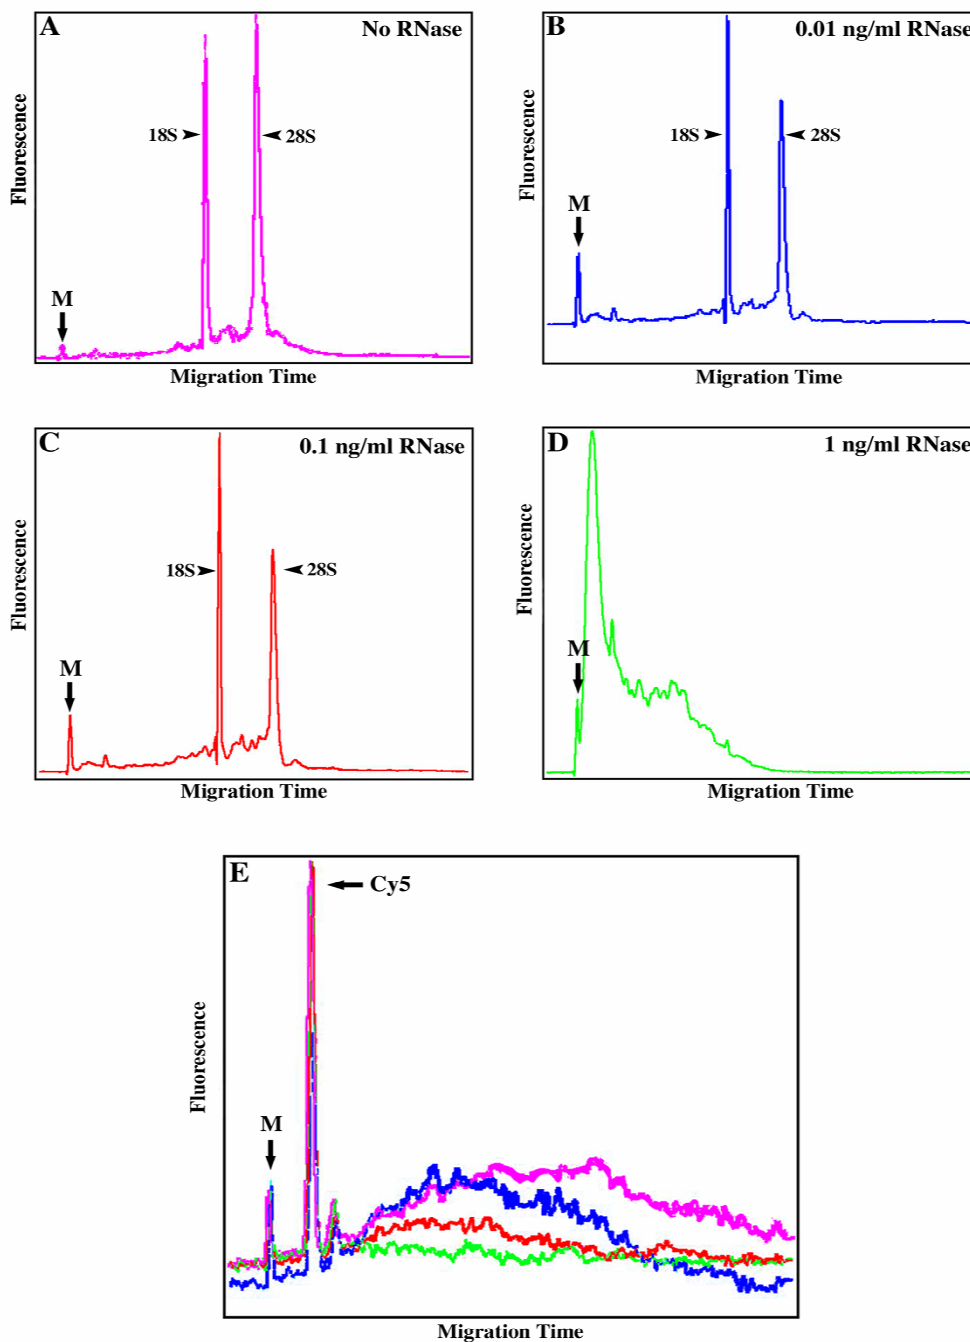 A
No RNase
18S
28S
M
Fluorescence
Migration Time
B
0.01 ng/ml RNase
18S
28S
M
Fluorescence
Migration Time
C
0.1 ng/ml RNase
18S
28S
M
Fluorescence
Migration Time
D
1 ng/ml RNase
M
Fluorescence
Migration Time
E
Cy5
M
Fluorescence
Migration Time